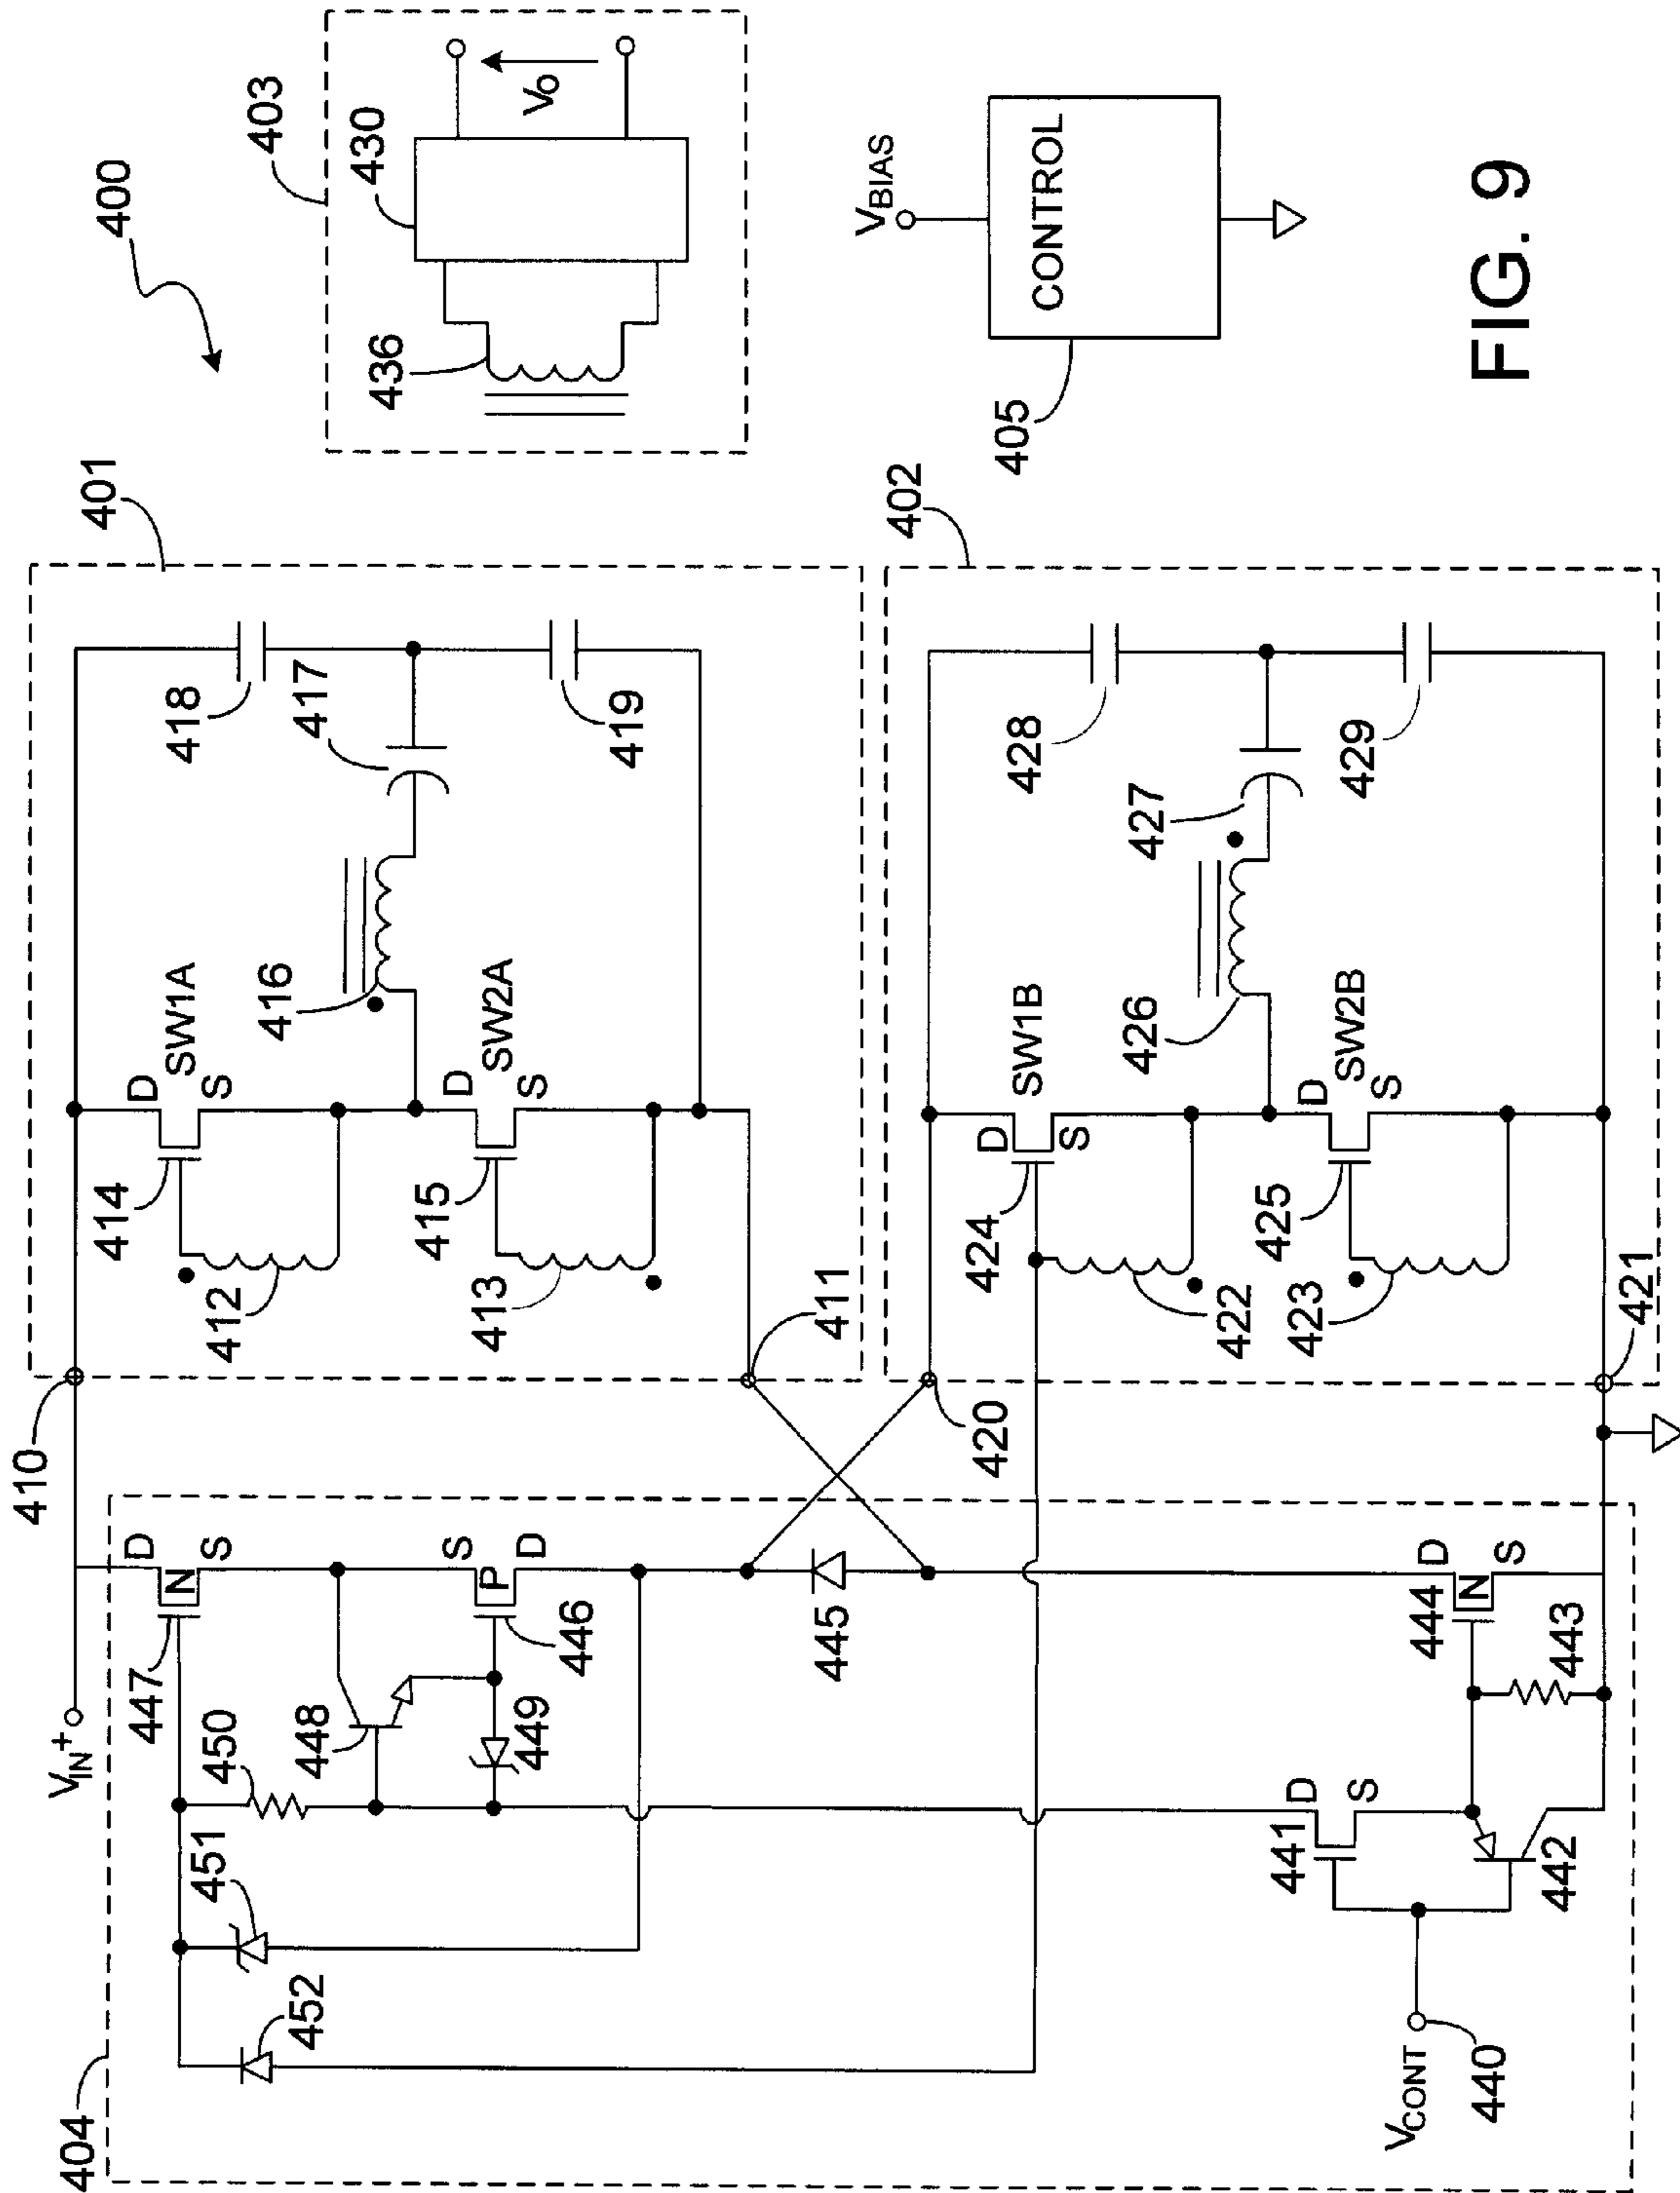 400
403
430
436
Vo
VBIAS
CONTROL
405
FIG. 9
401
418
417
419
416
SW1A
D
S
414
412
SW2A
D
S
415
413
411
410
402
428
427
429
426
SW1B
D
S
424
422
SW2B
D
S
425
423
420
421
404
VIN+
447
D
N
S
450
448
S
P
D
446
449
451
452
445
444
D
N
S
443
441
D
S
442
VCONT
440